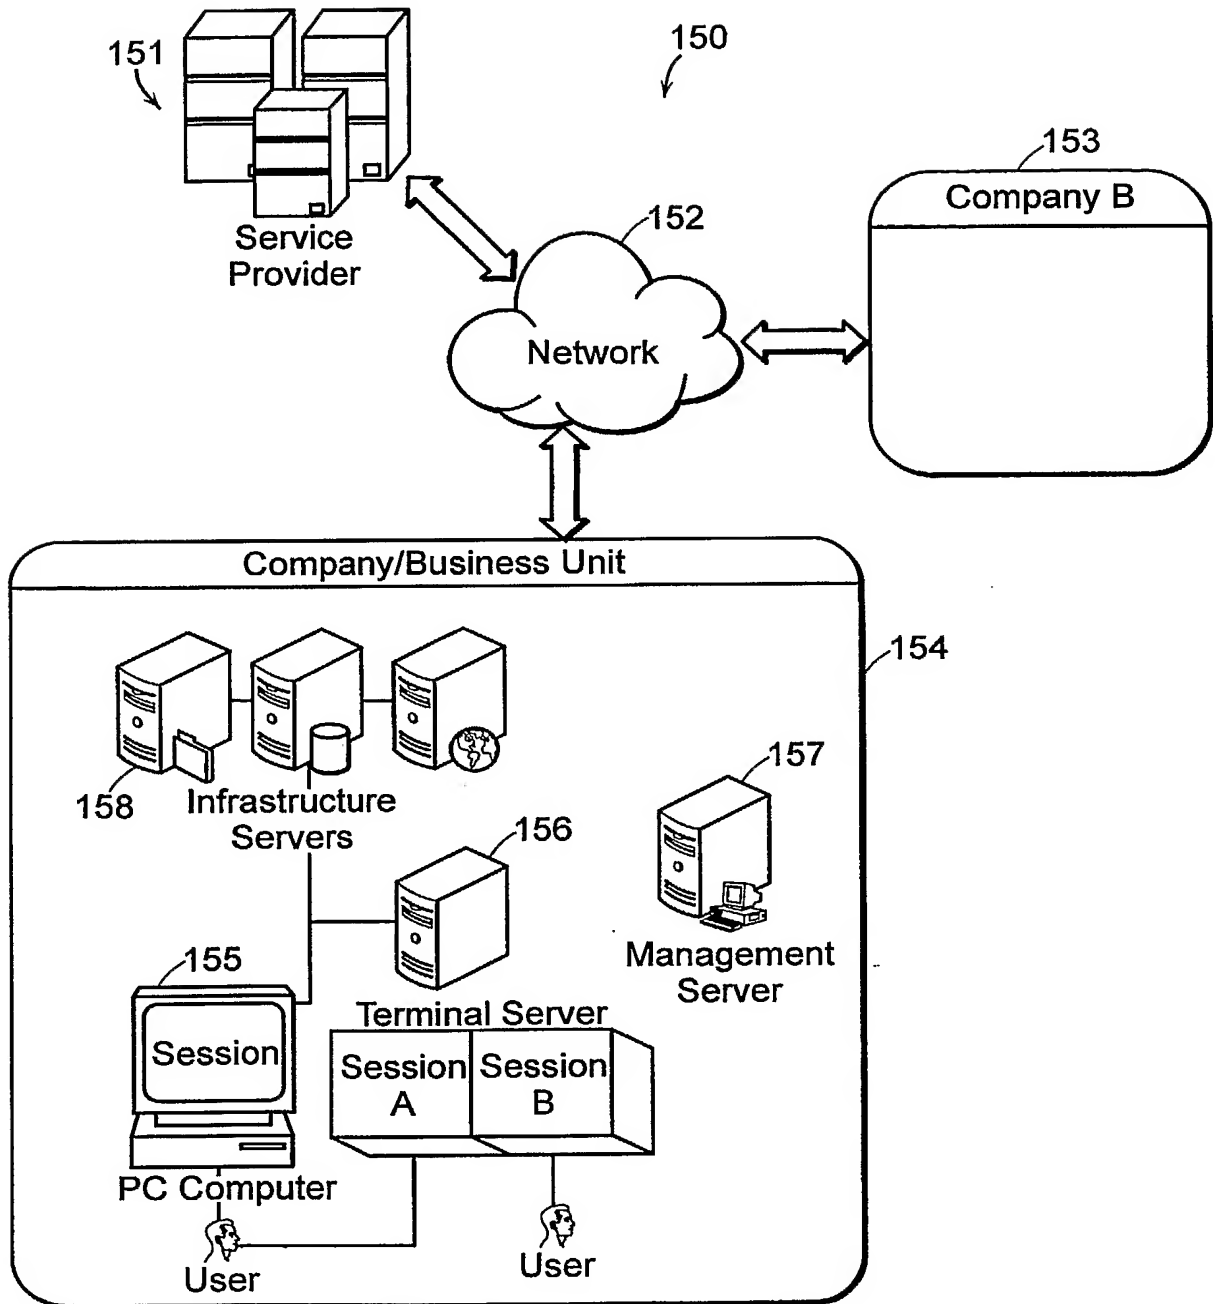 151
150
153
Company B
152
Service
Provider
Network
Company/Business Unit
154
158
Infrastructure
Servers
157
156
Management
Server
155
Session
Terminal Server
Session
A
Session
B
PC Computer
User
User